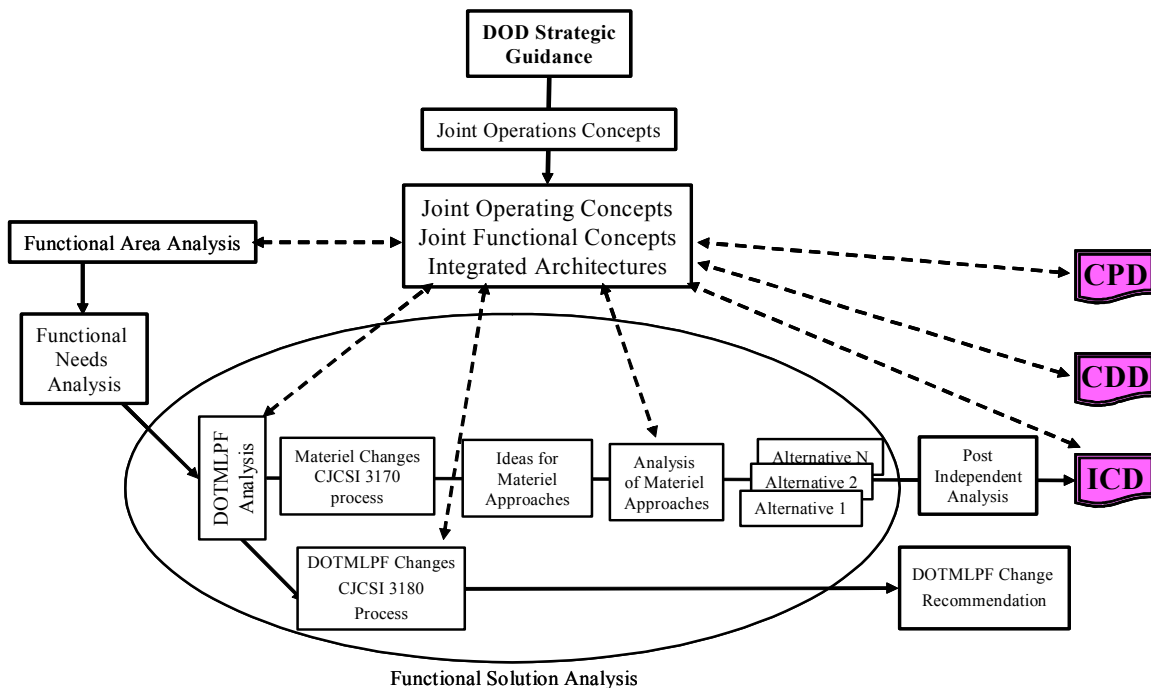 DOD Strategic
Guidance
Joint Operations Concepts
Joint Operating Concepts
Joint Functional Concepts
Integrated Architectures
Functional Area Analysis
CPD
Functional
Needs
Analysis
CDD
DOTMLPF
Analysis
Materiel Changes
CJCSI 3170
process
Ideas for
Materiel
Approaches
Analysis
of Materiel
Approaches
Alternative N
Alternative 2
Alternative 1
Post
Independent
Analysis
ICD
DOTMLPF Changes
CJCSI 3180
Process
DOTMLPF Change
Recommendation
Functional Solution Analysis